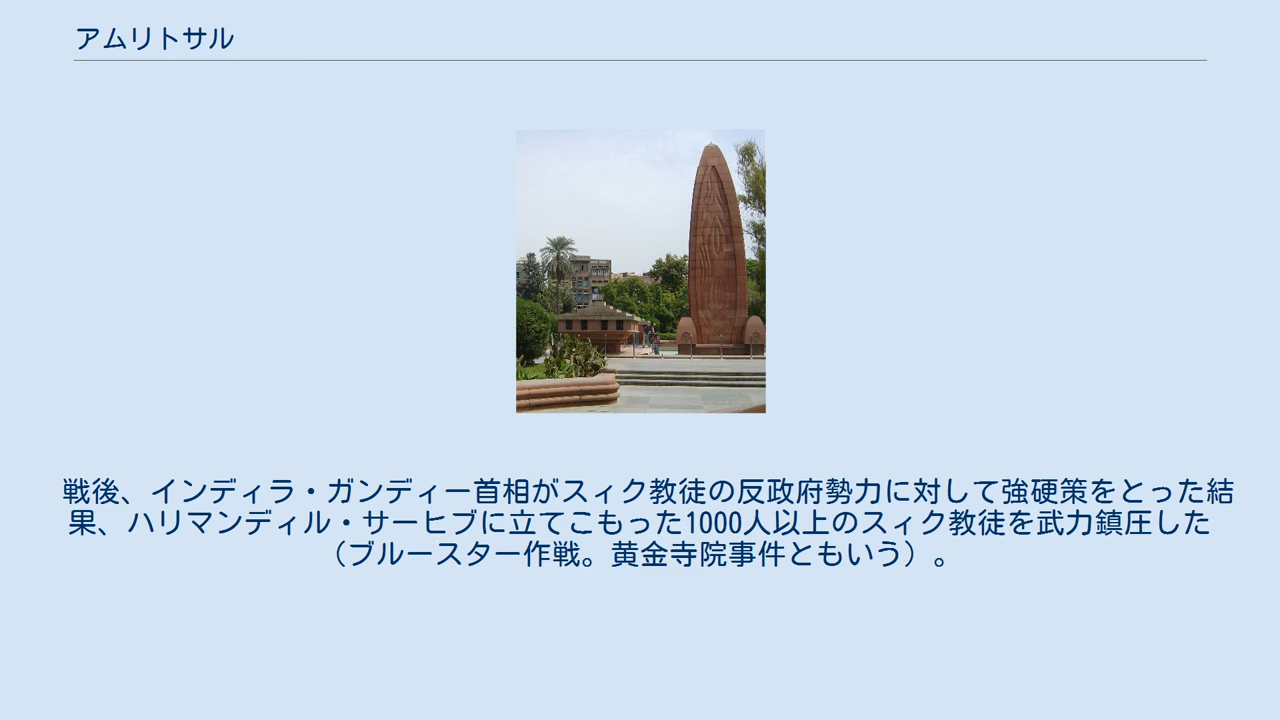 アムリトサル
戦後、インディラ・ガンディー首相がスィク教徒の反政府勢力に対して強硬策をとった結
果、ハリマンディル・サーヒブに立てこもった1000人以上のスィク教徒を武力鎮圧した
（ブルースター作戦。黄金寺院事件ともいう）。